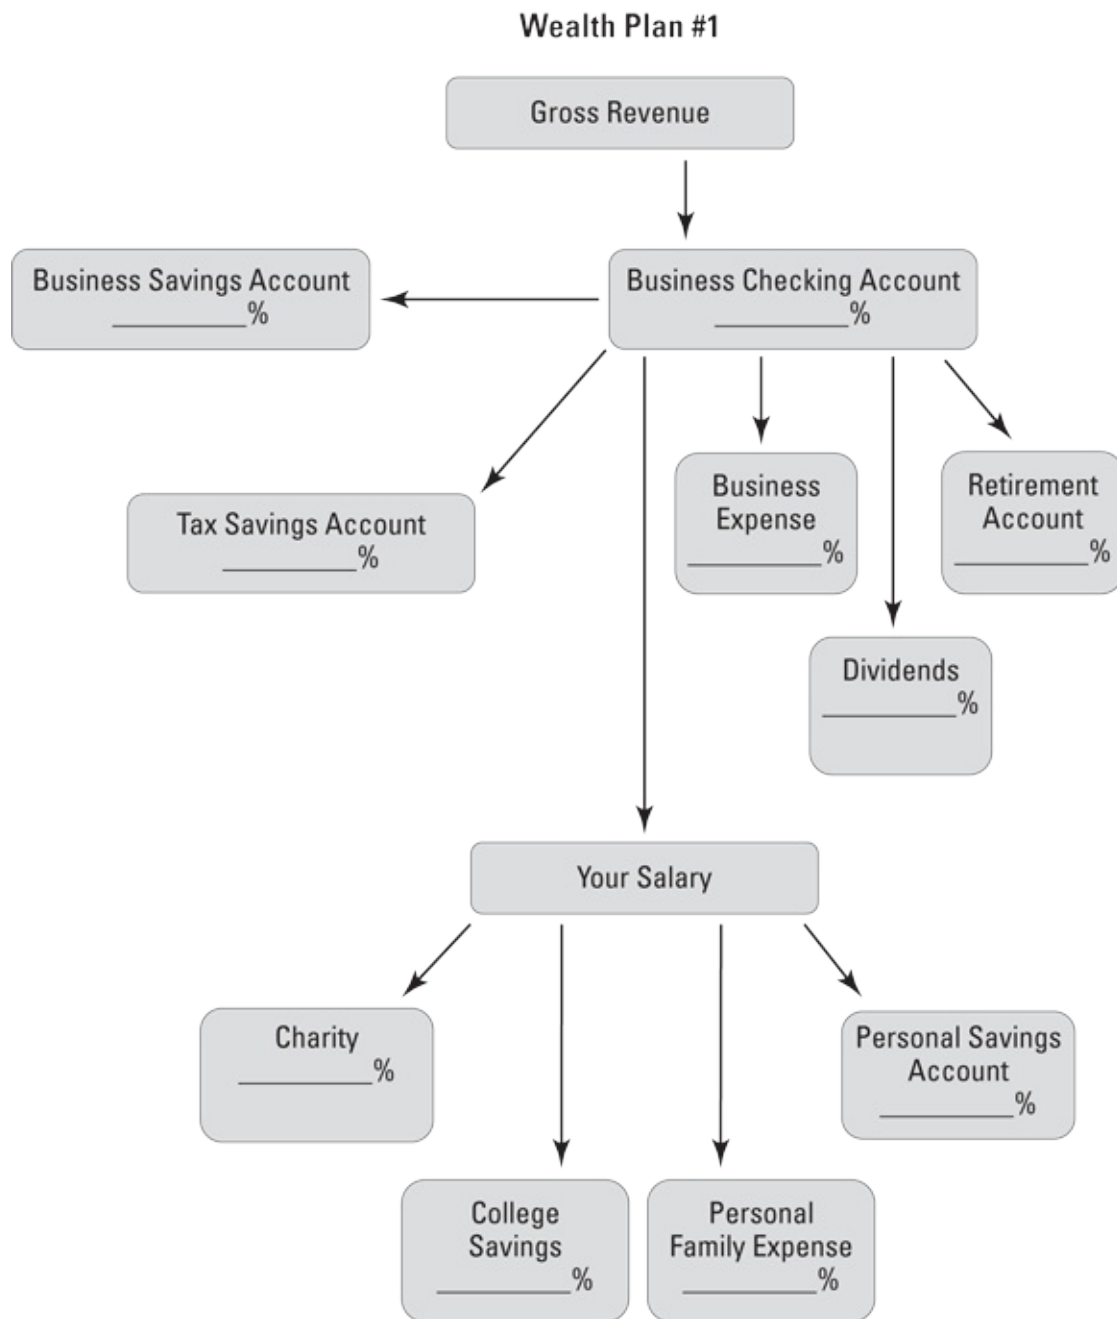 Wealth Plan #1
Gross Revenue
Business Savings Account
__________%
Business Checking Account
__________%
Tax Savings Account
__________%
Business
Expense
__________%
Retirement
Account
__________%
Dividends
__________%
Your Salary
Charity
__________%
Personal Savings
Account
__________%
College
Savings
__________%
Personal
Family Expense
__________%